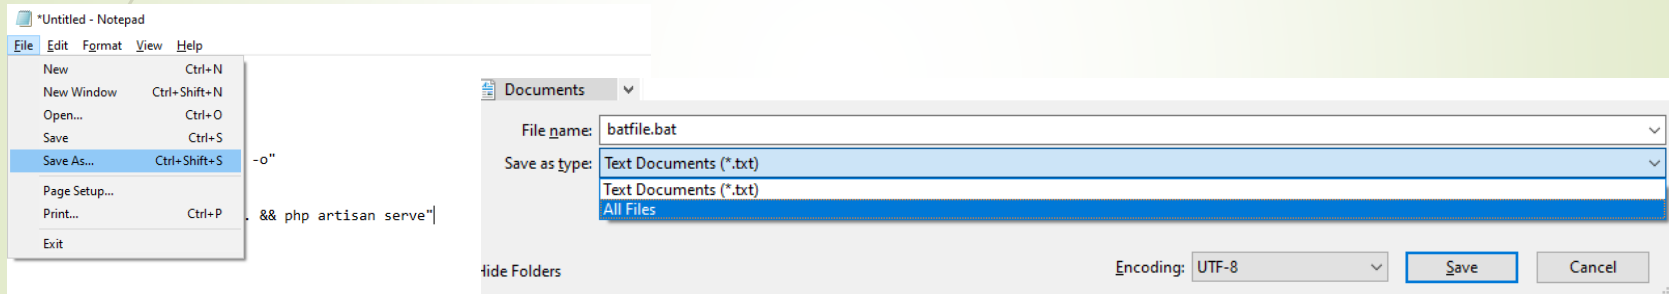 *Untitled - Notepad
File Edit Format View Help
New Ctrl+N
New Window Ctrl+Shift+N
Open... Ctrl+O
Save Ctrl+S
Save As... Ctrl+Shift+S
Page Setup...
Print... Ctrl+P
Exit
-o"
. && php artisan serve"
Documents
File name: batfile.bat
Save as type: Text Documents (*.txt)
Text Documents (*.txt)
All Files
Hide Folders
Encoding: UTF-8 Save Cancel